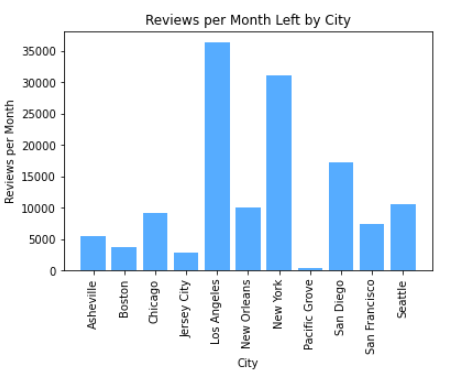 Reviews per Month Left by City
Reviews per Month
35000
30000
25000
20000
15000
10000
5000
0
Asheville
Boston
Chicago
Jersey City
Los Angeles
New Orleans
New York
Pacific Grove
San Diego
San Francisco
Seattle
City